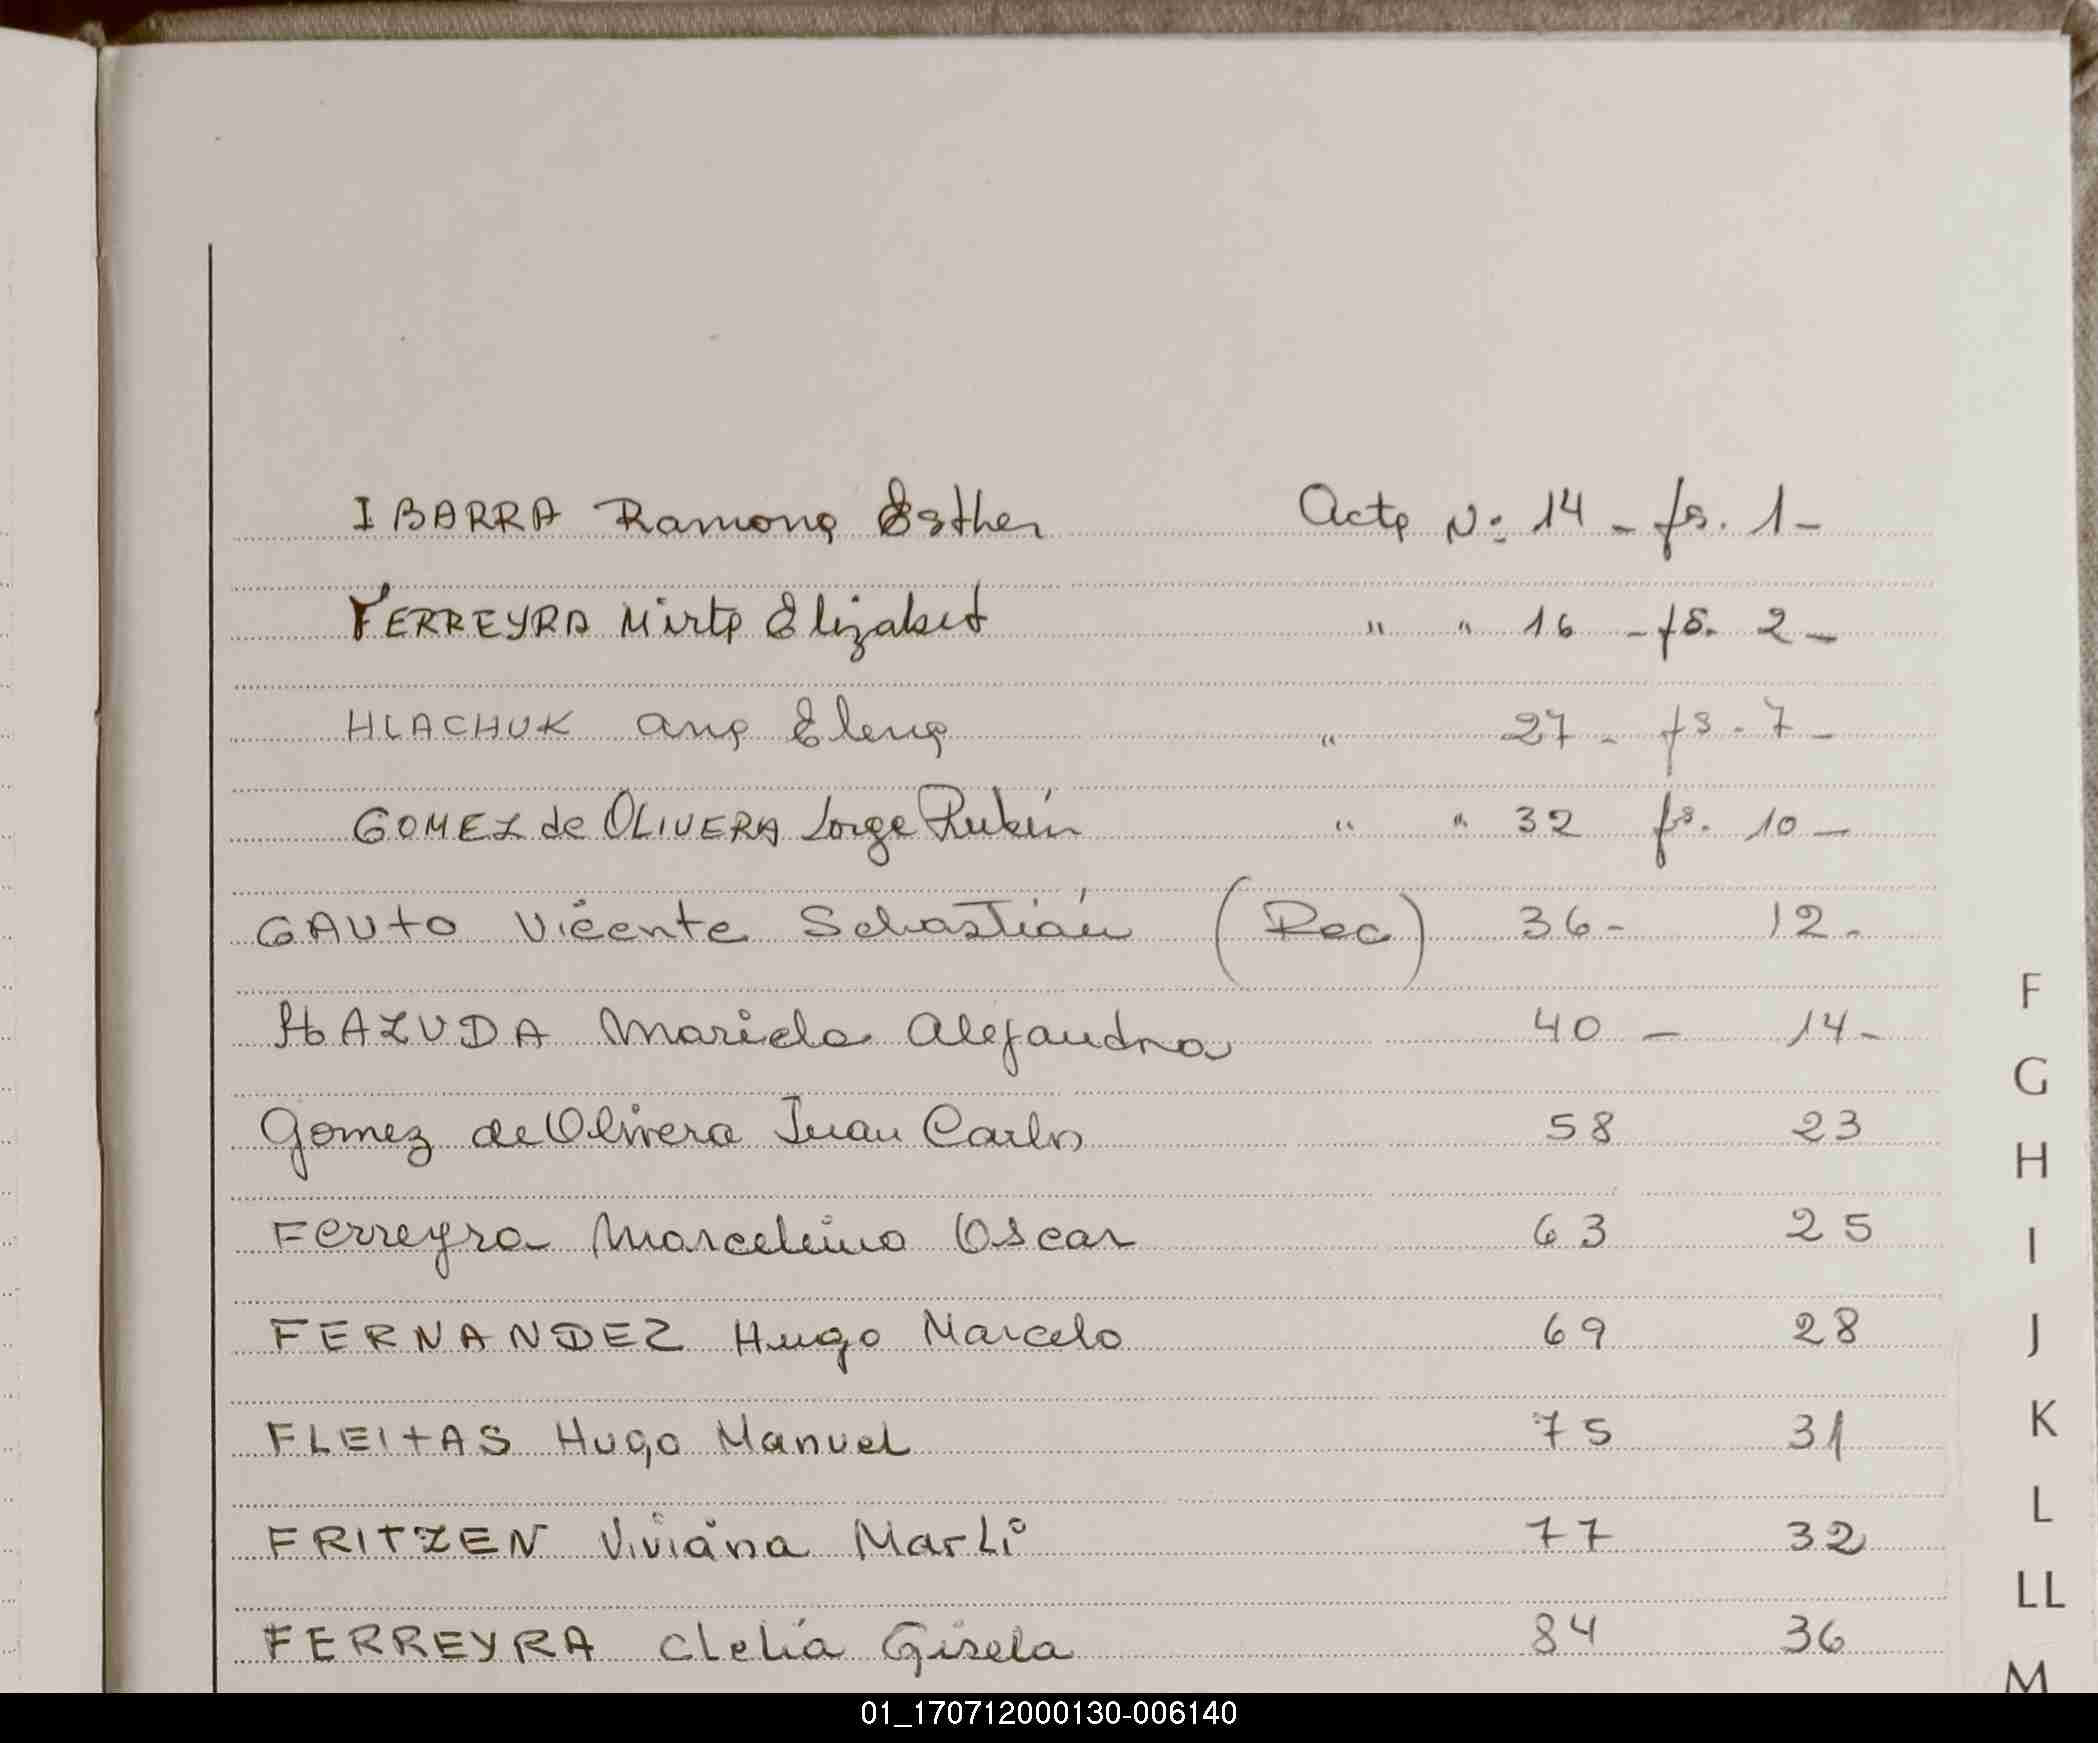 IBARRA Ramona Esther Acta Nº 14 - fs. 1 -
FERREYRA Mirta Elizabet " " 16 - fs. 2 -
HLACHUK Ana Elena " 27 - fs. 7 -
GOMEZ de OLIVERA Jorge Rubén " " 32 fs. 10 -
GAUTO Vicente Sebastián (Rec) 36 - 12 -
HAZUDA Mariela Alejandra 40 - 14 -
Gomez de Olivera Juan Carlos 58 23
Ferreyra Marcelino Oscar 63 25
FERNANDEZ Hugo Marcelo 69 28
FLEITAS Hugo Manuel 75 31
FRITZEN Viviana Marli 77 32
FERREYRA Clelia Gisela 84 36
F
G
H
I
J
K
L
LL
M
01_170712000130-006140